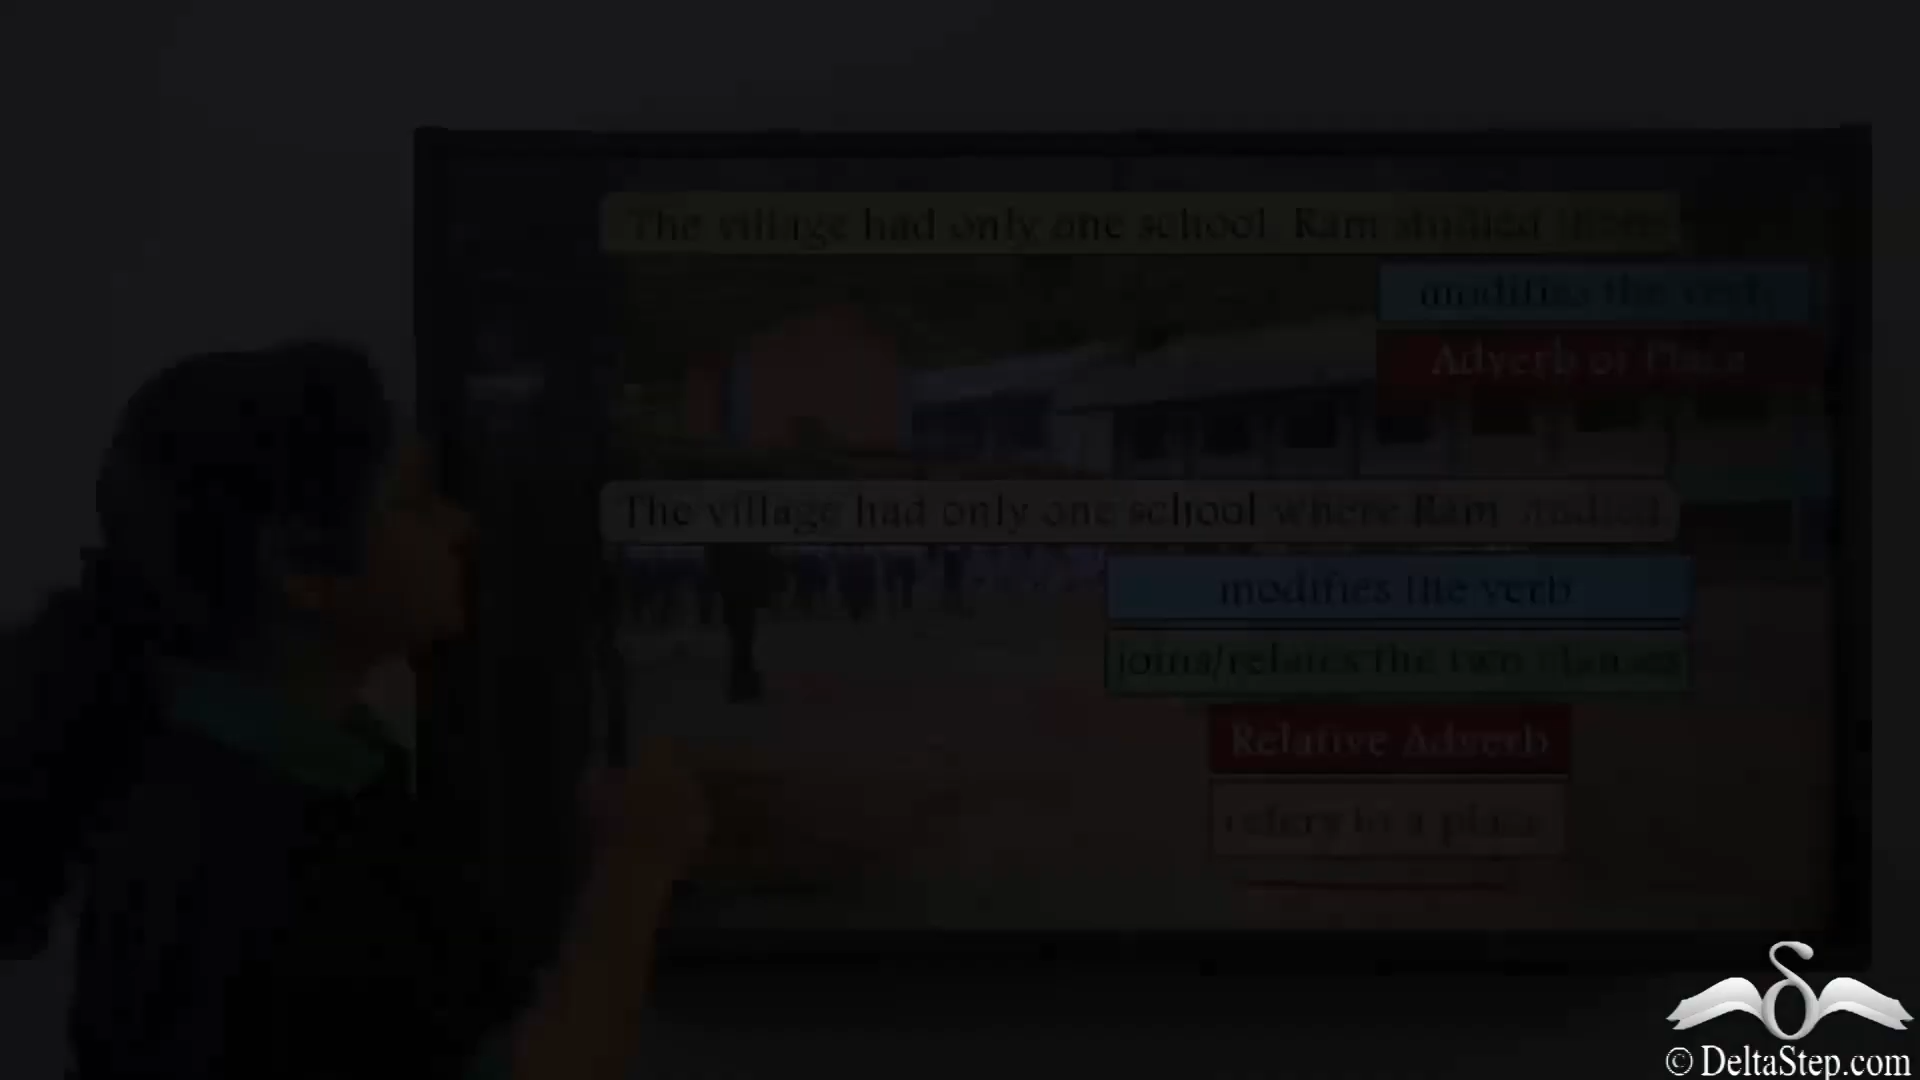 The village had only one school. Ram studied there
modifies the verb
Adverb of Place
The village had only one school where Ram studied
modifies the verb
joins/relates the two clauses
Relative Adverb
refers to a place
© DeltaStep.com